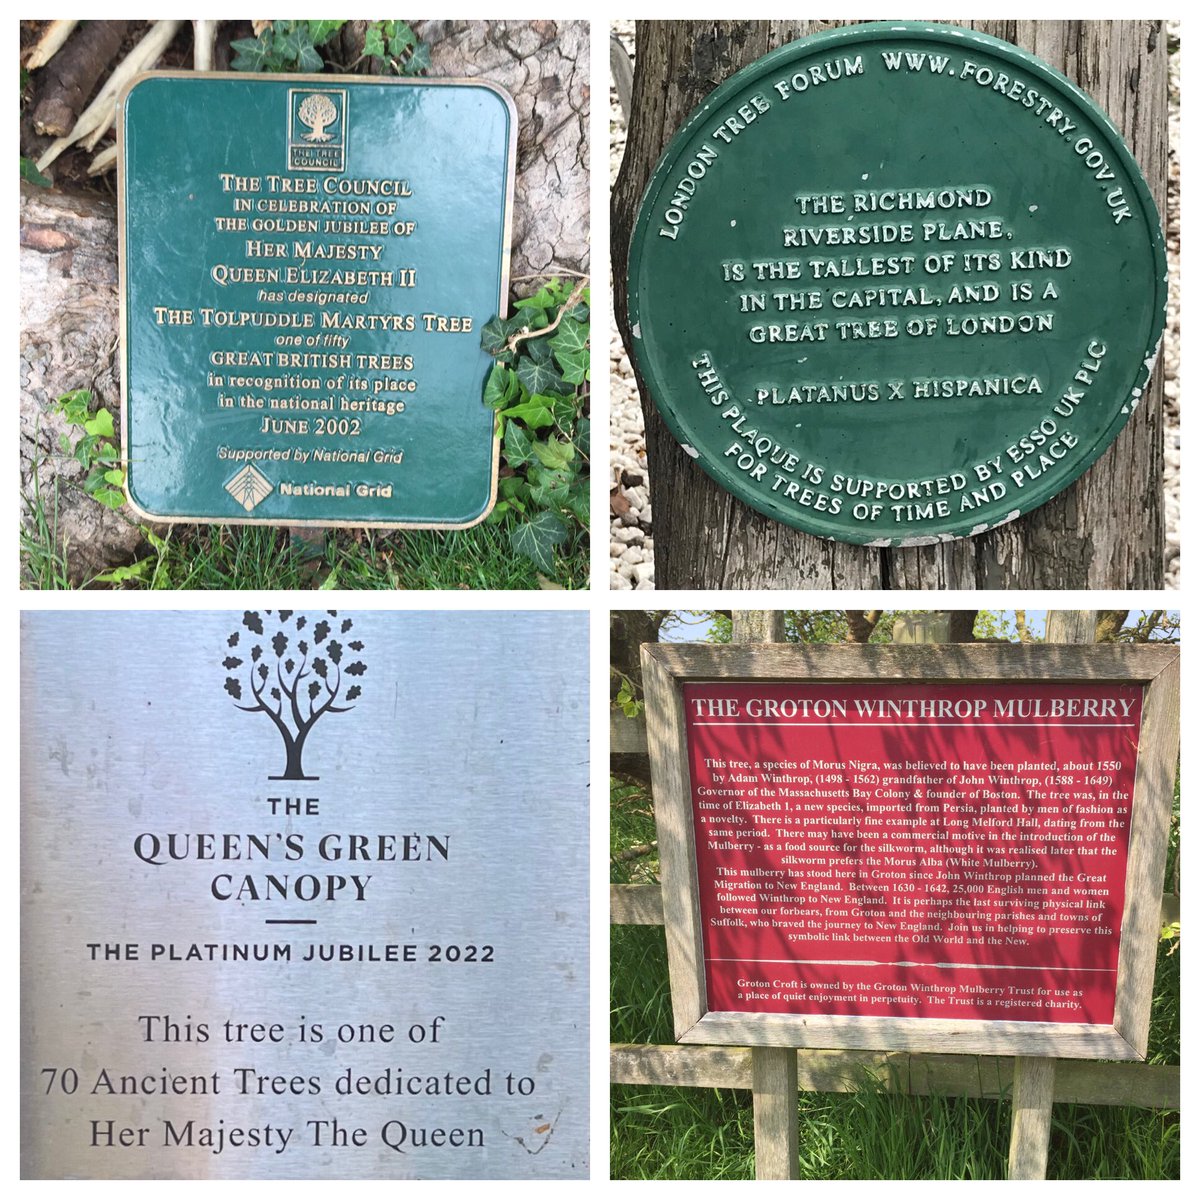 THE TREE
COUNCIL
THE TREE COUNCIL
IN CELEBRATION OF
THE GOLDEN JUBILEE OF
HER MAJESTY
QUEEN ELIZABETH II
has designated
THE TOLPUDDLE MARTYRS TREE
one of fifty
GREAT BRITISH TREES
in recognition of its place
in the national heritage
JUNE 2002
Supported by National Grid
National Grid
LONDON TREE FORUM WWW.FORESTRY.GOV.UK
THE RICHMOND
RIVERSIDE PLANE,
IS THE TALLEST OF ITS KIND
IN THE CAPITAL, AND IS A
GREAT TREE OF LONDON
PLATANUS X HISPANICA
THIS PLAQUE IS SUPPORTED BY ESSO UK PLC
FOR TREES OF TIME AND PLACE
THE
QUEEN'S GREEN
CANOPY
THE PLATINUM JUBILEE 2022
This tree is one of
70 Ancient Trees dedicated to
Her Majesty The Queen
THE GROTON WINTHROP MULBERRY
This tree, a species of Morus Nigra, was believed to have been planted, about 1550
by Adam Winthrop, (1498 - 1562) grandfather of John Winthrop, (1588 - 1649)
Governor of the Massachusetts Bay Colony & founder of Boston. The tree was, in the
time of Elizabeth 1, a new species, imported from Persia, planted by men of fashion as
a novelty. There is a particularly fine example at Long Melford Hall, dating from the
same period. There may have been a commercial motive in the introduction of the
Mulberry - as a food source for the silkworm, although it was realised later that the
silkworm prefers the Morus Alba (White Mulberry).
This mulberry has stood here in Groton since John Winthrop planned the Great
Migration to New England. Between 1630 - 1642, 25,000 English men and women
followed Winthrop to New England. It is perhaps the last surviving physical link
between our forbears, from Groton and the neighbouring parishes and towns of
Suffolk, who braved the journey to New England. Join us in helping to preserve this
symbolic link between the Old World and the New.
Groton Croft is owned by the Groton Winthrop Mulberry Trust for use as
a place of quiet enjoyment in perpetuity. The Trust is a registered charity.